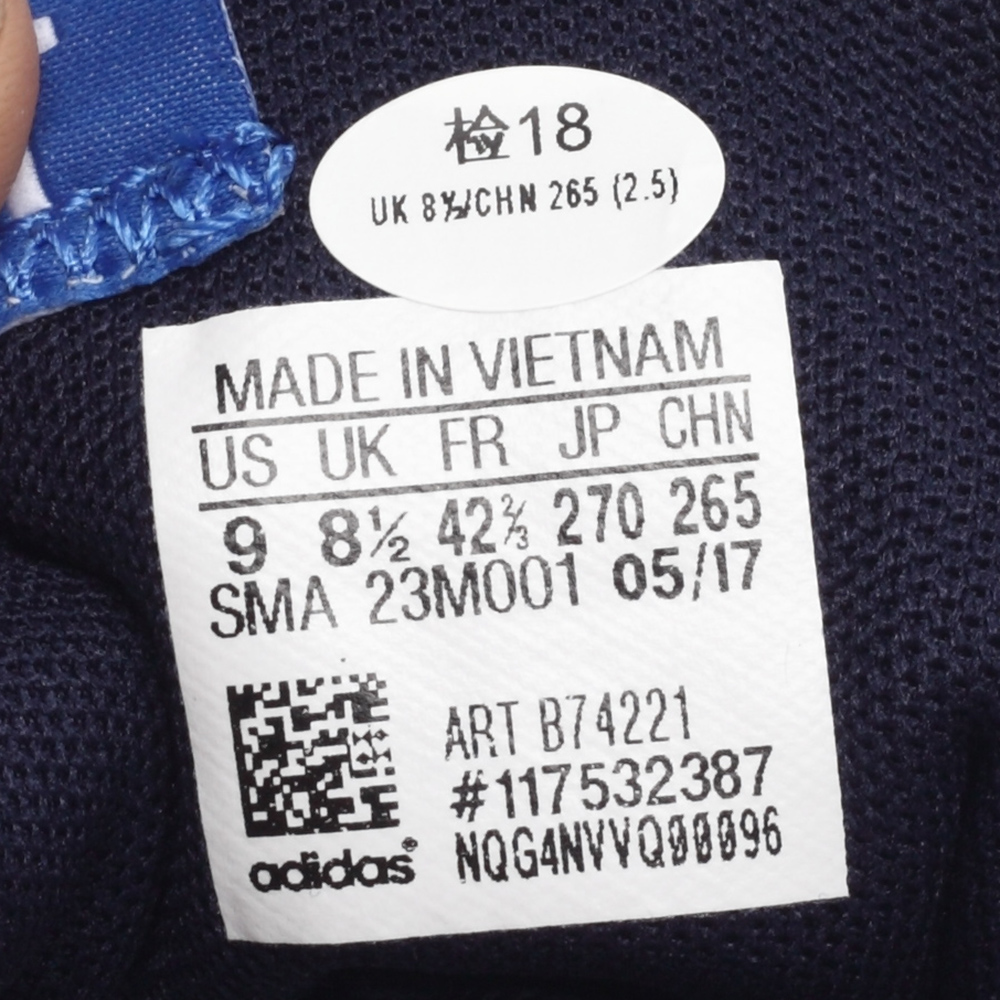 检18
UK 8½/CHN 265 (2.5)
MADE IN VIETNAM
US UK FR JP CHN
9 8½ 42⅔ 270 265
SMA 23M001 05/17
ART B74221
#117532387
adidas® NQG4NVVQ00096